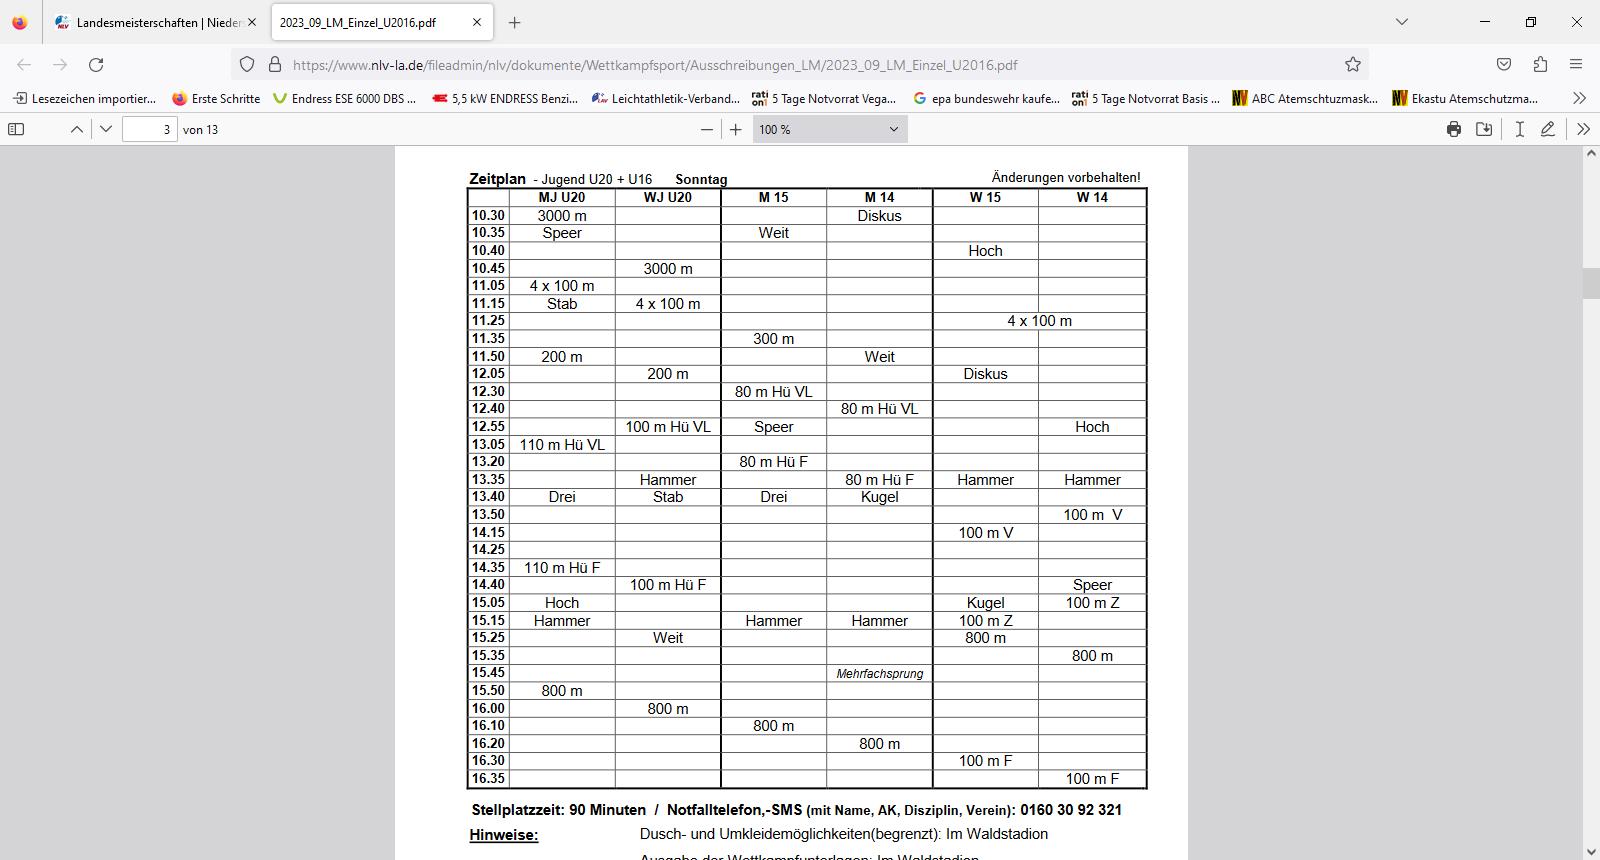 Landesmeisterschaften | Nieders
2023_09_LM_Einzel_U2016.pdf
https://www.nlv-la.de/fileadmin/nlv/dokumente/Wettkampfsport/Ausschreibungen_LM/2023_09_LM_Einzel_U2016.pdf
Lesezeichen importier... Erste Schritte Endress ESE 6000 DBS ... 5,5 kW ENDRESS Benzi... Leichtathletik-Verband... 5 Tage Notvorrat Vega... epa bundeswehr kaufe... 5 Tage Notvorrat Basis ... ABC Atemschtuzmask... Ekastu Atemschutzma...
3 von 13 100 %
Zeitplan - Jugend U20 + U16 Sonntag Änderungen vorbehalten!
MJ U20 WJ U20 M 15 M 14 W 15 W 14
10.30 3000 m Diskus
10.35 Speer Weit
10.40 Hoch
10.45 3000 m
11.05 4 x 100 m
11.15 Stab 4 x 100 m
11.25 4 x 100 m
11.35 300 m
11.50 200 m Weit
12.05 200 m Diskus
12.30 80 m Hü VL
12.40 80 m Hü VL
12.55 100 m Hü VL Speer Hoch
13.05 110 m Hü VL
13.20 80 m Hü F
13.35 Hammer 80 m Hü F Hammer Hammer
13.40 Drei Stab Drei Kugel
13.50 100 m V
14.15 100 m V
14.25
14.35 110 m Hü F
14.40 100 m Hü F Speer
15.05 Hoch Kugel 100 m Z
15.15 Hammer Hammer Hammer 100 m Z
15.25 Weit 800 m
15.35 800 m
15.45 Mehrfachsprung
15.50 800 m
16.00 800 m
16.10 800 m
16.20 800 m
16.30 100 m F
16.35 100 m F
Stellplatzzeit: 90 Minuten / Notfalltelefon,-SMS (mit Name, AK, Disziplin, Verein): 0160 30 92 321
Hinweise: Dusch- und Umkleidemöglichkeiten(begrenzt): Im Waldstadion
Ausgabe der Wettkampfunterlagen: Im Waldstadion